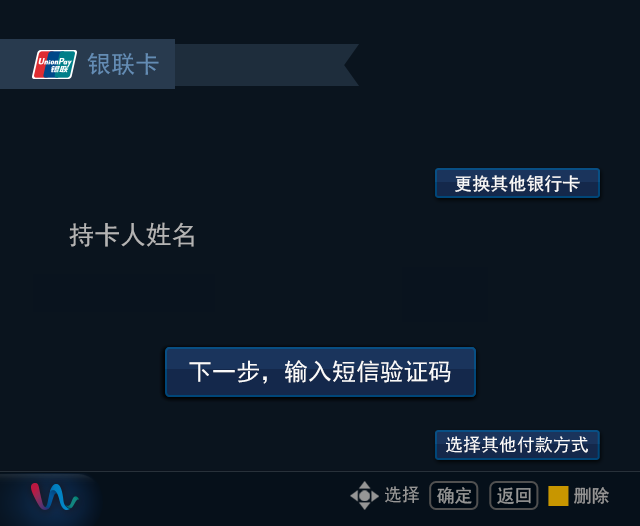 UnionPay
银联
银联卡
更换其他银行卡
持卡人姓名
下一步，输入短信验证码
选择其他付款方式
选择 确定 返回 删除